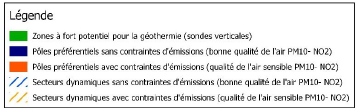 Légende
Zones à fort potentiel pour la géothermie (sondes verticales)
Pôles préférentiels sans contraintes d'émissions (bonne qualité de l'air PM10- NO2)
Pôles préférentiels avec contraintes d'émissions (qualité de l'air sensible PM10- NO2)
Secteurs dynamiques sans contraintes d'émissions (bonne qualité de l'air PM10- NO2)
Secteurs dynamiques avec contraintes d'émissions (qualité de l'air sensible PM10- NO2)